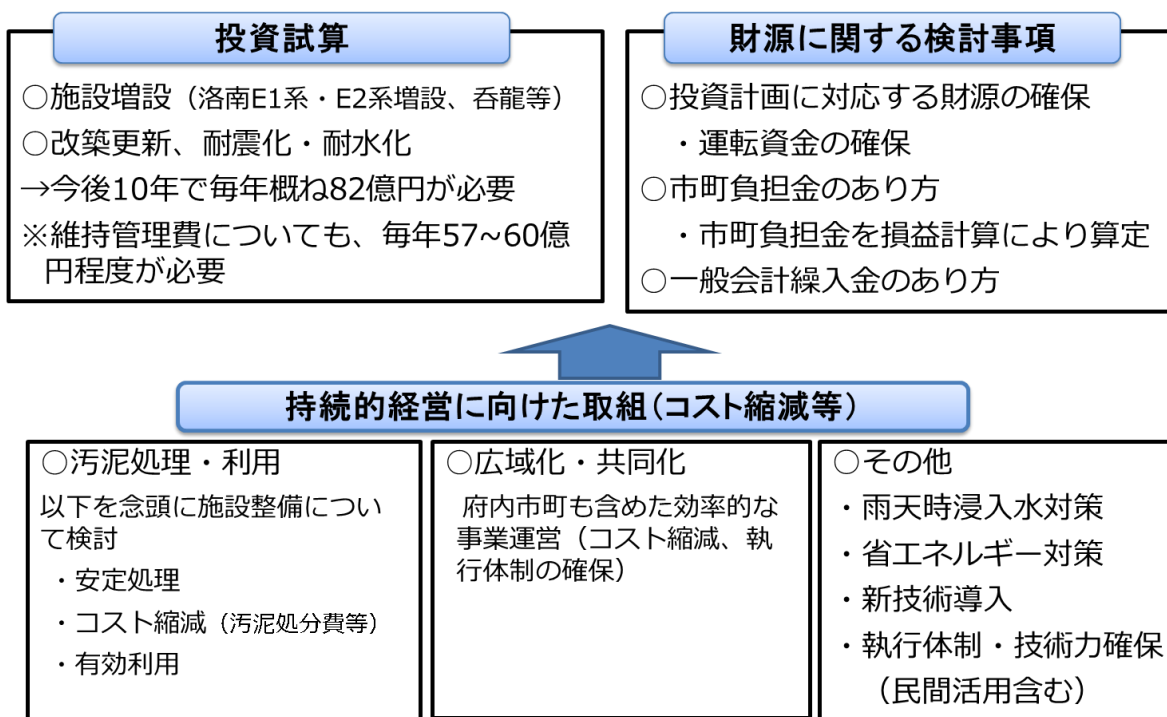 投資試算
○施設増設（洛南E1系・E2系増設、呑龍等）
○改築更新、耐震化・耐水化
→今後10年で毎年概ね82億円が必要
※維持管理費についても、毎年57~60億
円程度が必要
財源に関する検討事項
○投資計画に対応する財源の確保
・運転資金の確保
○市町負担金のあり方
・市町負担金を損益計算により算定
○一般会計繰入金のあり方
持続的経営に向けた取組（コスト縮減等）
○汚泥処理・利用
以下を念頭に施設整備につい
て検討
・安定処理
・コスト縮減（汚泥処分費等）
・有効利用
○広域化・共同化
府内市町も含めた効率的な
事業運営（コスト縮減、執
行体制の確保）
○その他
・雨天時浸入水対策
・省エネルギー対策
・新技術導入
・執行体制・技術力確保
（民間活用含む）